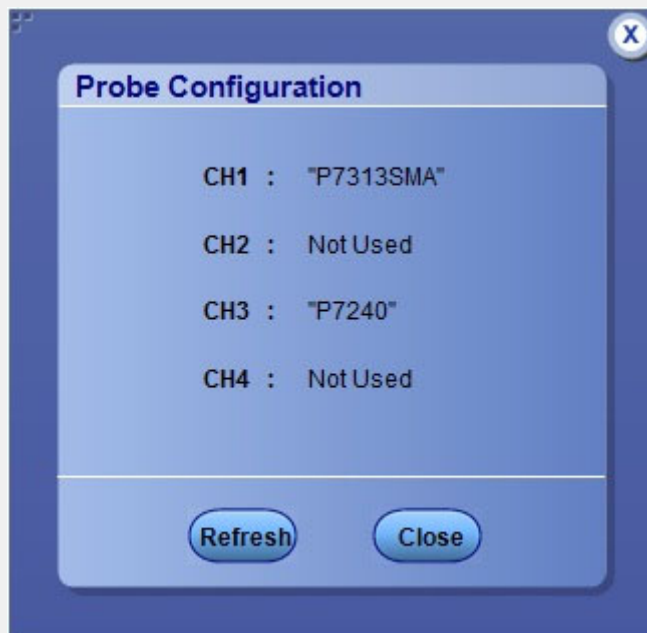 X
Probe Configuration
CH1 : "P7313SMA"
CH2 : Not Used
CH3 : "P7240"
CH4 : Not Used
Refresh Close